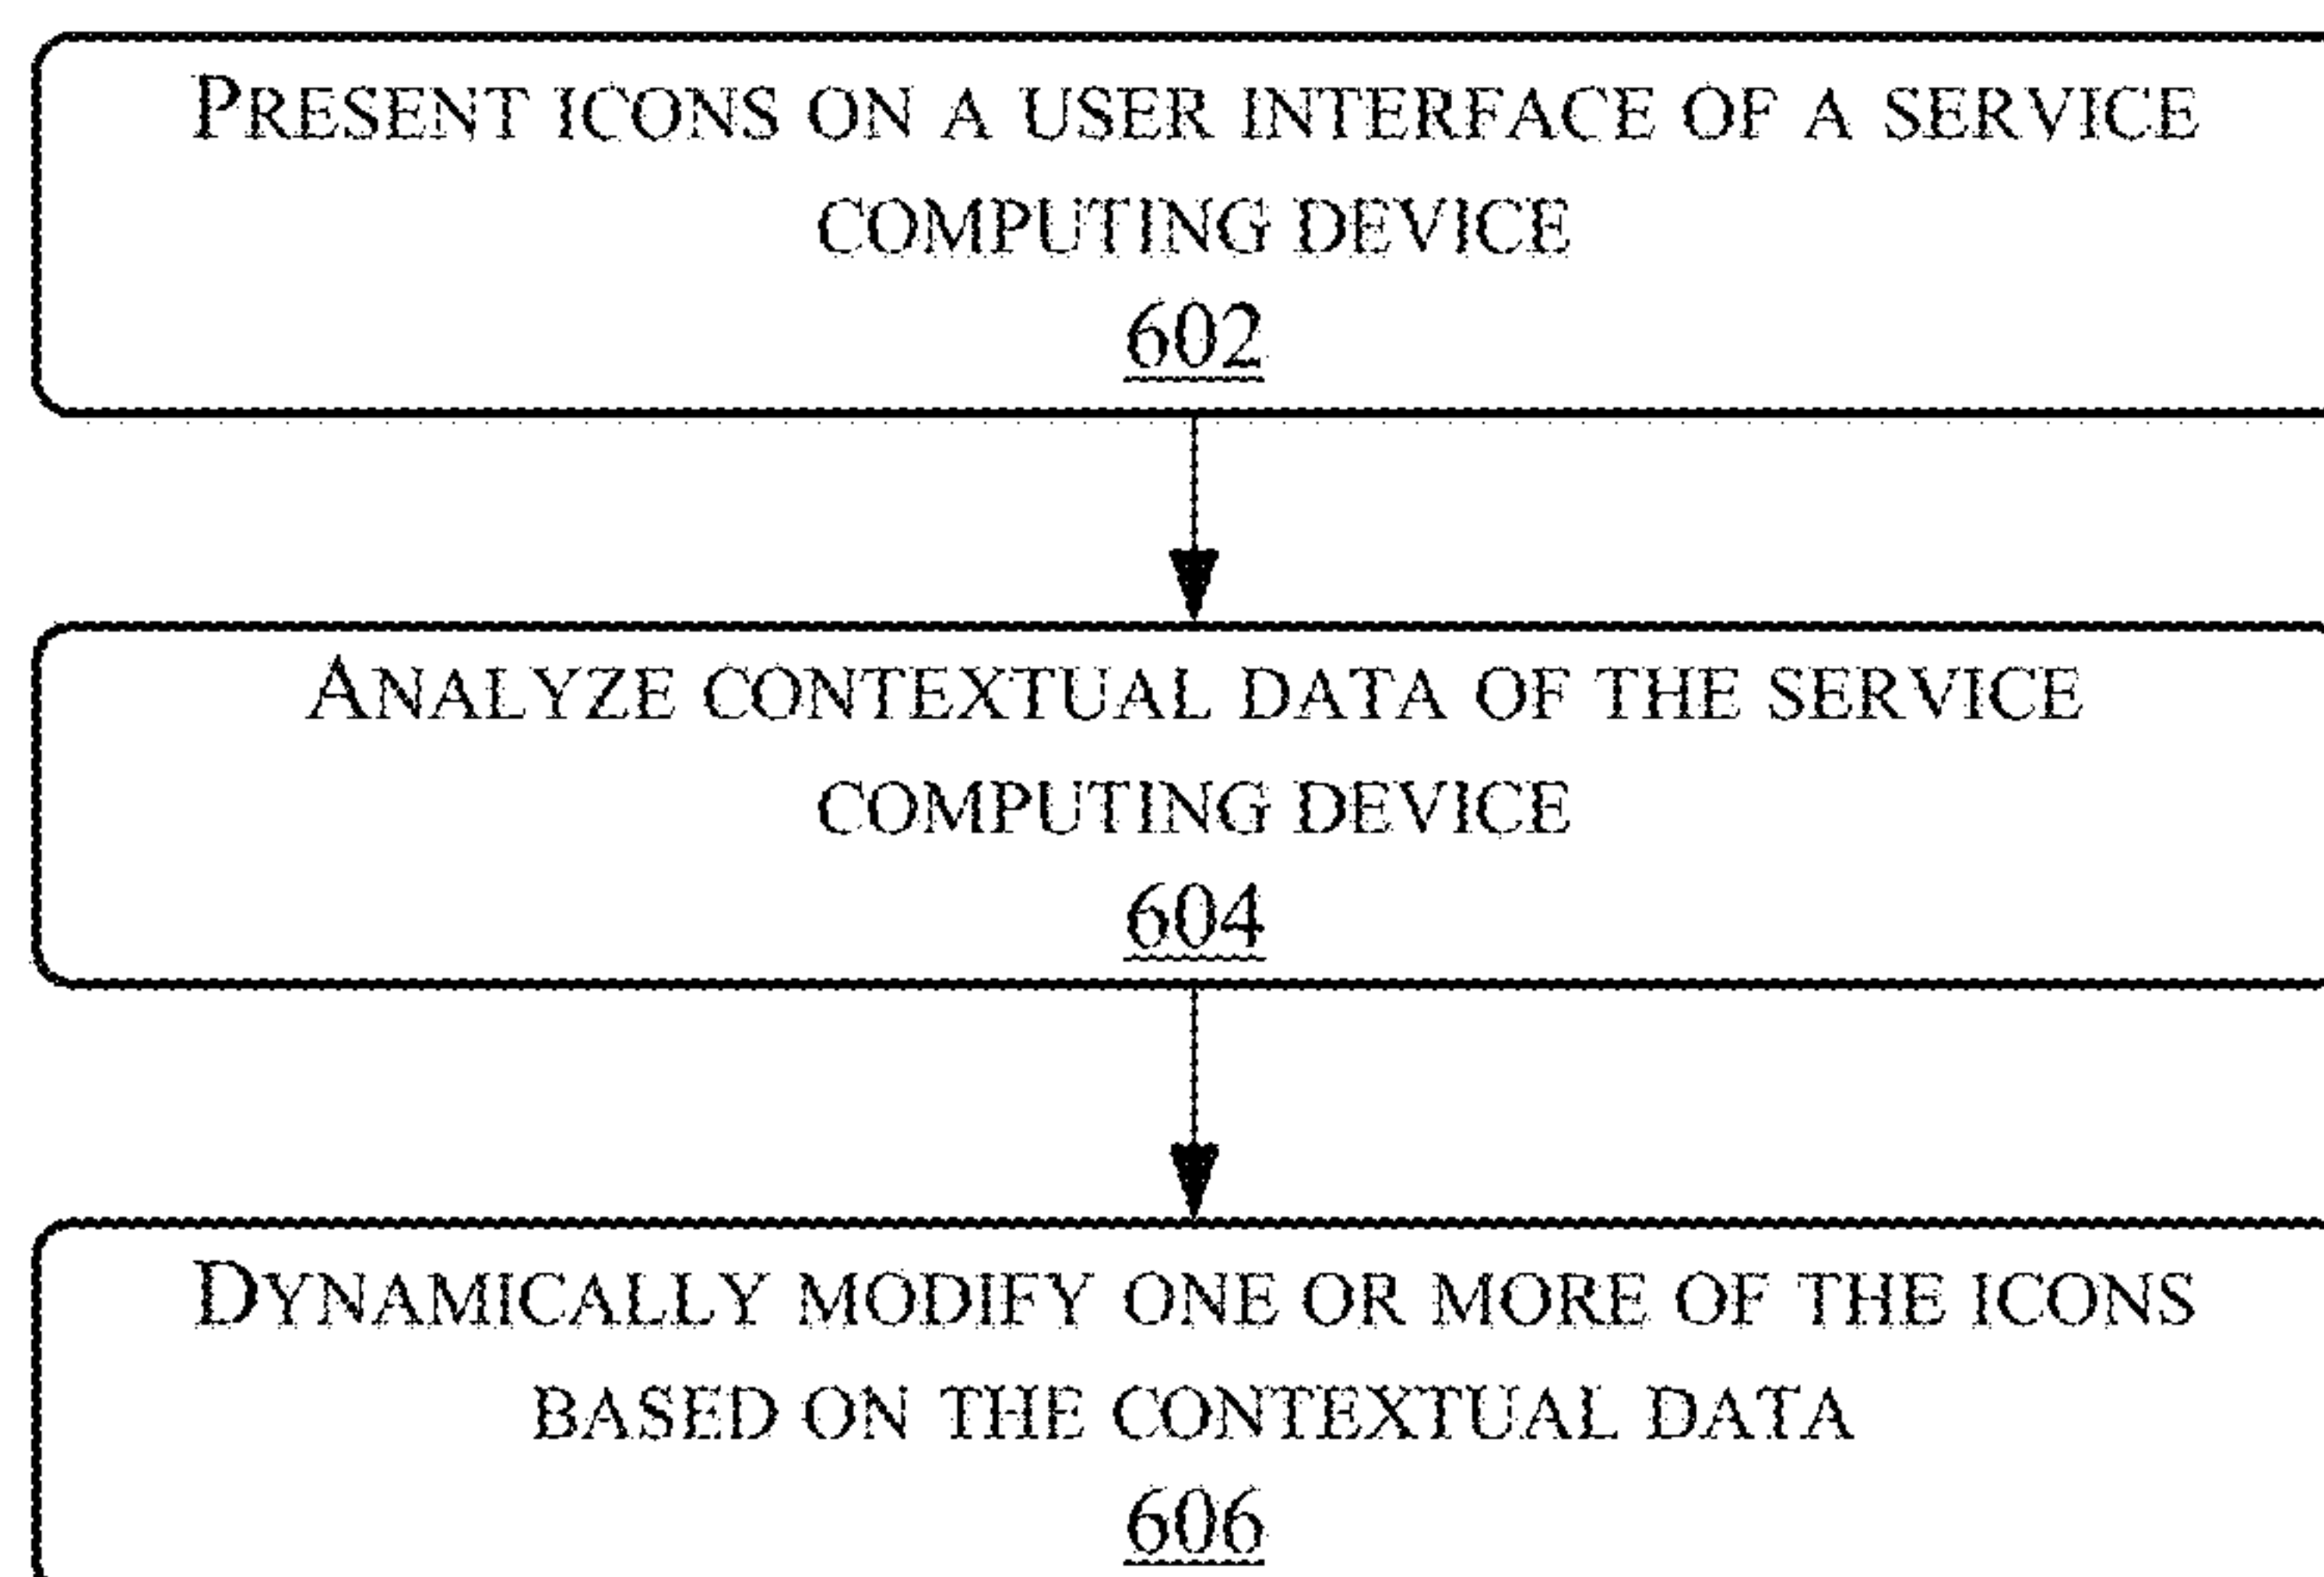 PRESENT ICONS ON A USER INTERFACE OF A SERVICE
COMPUTING DEVICE
602
ANALYZE CONTEXTUAL DATA OF THE SERVICE
COMPUTING DEVICE
604
DYNAMICALLY MODIFY ONE OR MORE OF THE ICONS
BASED ON THE CONTEXTUAL DATA
606